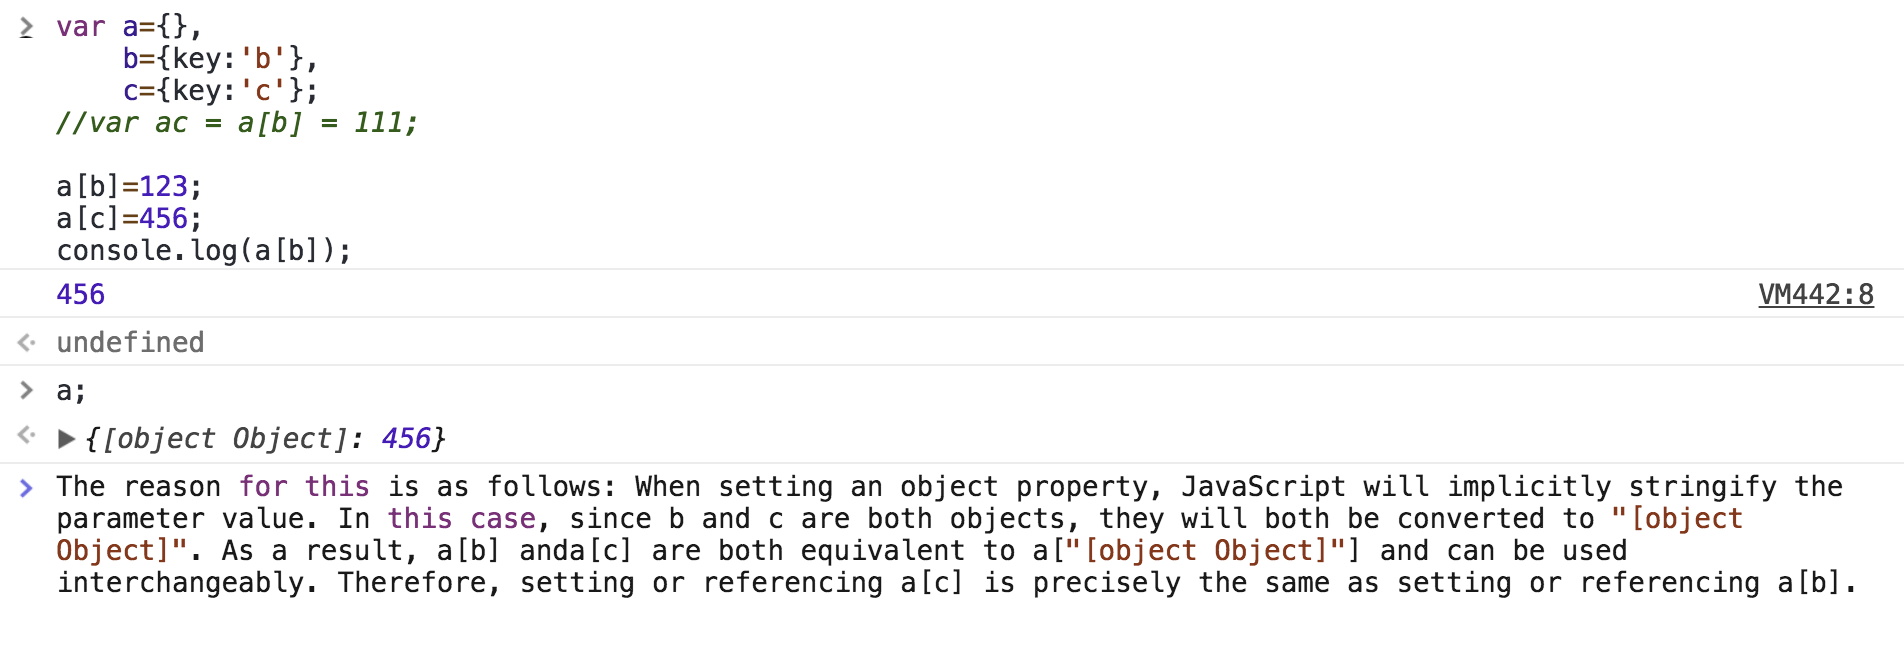 var a={},
b={key:'b'},
c={key:'c'};
//var ac = a[b] = 111;
a[b]=123;
a[c]=456;
console.log(a[b]);
456 VM442:8
undefined
a;
{[object Object]: 456}
The reason for this is as follows: When setting an object property, JavaScript will implicitly stringify the
parameter value. In this case, since b and c are both objects, they will both be converted to "[object
Object]". As a result, a[b] anda[c] are both equivalent to a["[object Object]"] and can be used
interchangeably. Therefore, setting or referencing a[c] is precisely the same as setting or referencing a[b].